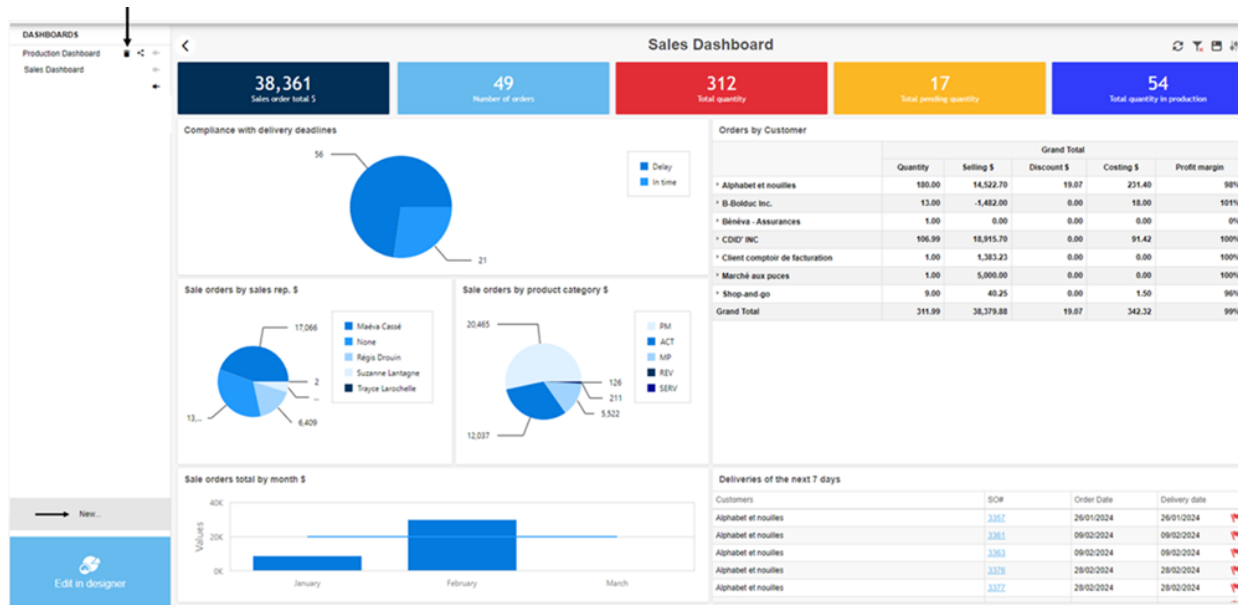 DASHBOARDS
Production Dashboard
Sales Dashboard
New...
Edit in designer
Sales Dashboard
38,361
Sales order total $
49
Number of orders
312
Total quantity
17
Total pending quantity
54
Total quantity in production
Compliance with delivery deadlines
56
21
Delay
In time
Sale orders by sales rep. $
17,066
2
...
6,409
13,...
Maéva Cassé
None
Régis Drouin
Suzanne Lantagne
Trayce Larochelle
Sale orders by product category $
20,465
126
211
5,522
12,037
PM
ACT
MP
REV
SERV
Sale orders total by month $
Values
40K
20K
0K
January February March
Orders by Customer
Grand Total
Quantity Selling $ Discount $ Costing $ Profit margin
Alphabet et nouilles 180.00 14,522.70 19.07 231.40 98%
B-Bolduc Inc. 13.00 -1,482.00 0.00 18.00 101%
Bénéva - Assurances 1.00 0.00 0.00 0.00 0%
CDID' INC 106.99 18,915.70 0.00 91.42 100%
Client comptoir de facturation 1.00 1,383.23 0.00 0.00 100%
Marché aux puces 1.00 5,000.00 0.00 0.00 100%
Shop-and-go 9.00 40.25 0.00 1.50 96%
Grand Total 311.99 38,379.88 19.07 342.32 99%
Deliveries of the next 7 days
Customers SO# Order Date Delivery date
Alphabet et nouilles 3357 26/01/2024 26/01/2024
Alphabet et nouilles 3361 09/02/2024 09/02/2024
Alphabet et nouilles 3363 09/02/2024 09/02/2024
Alphabet et nouilles 3376 28/02/2024 28/02/2024
Alphabet et nouilles 3377 28/02/2024 28/02/2024